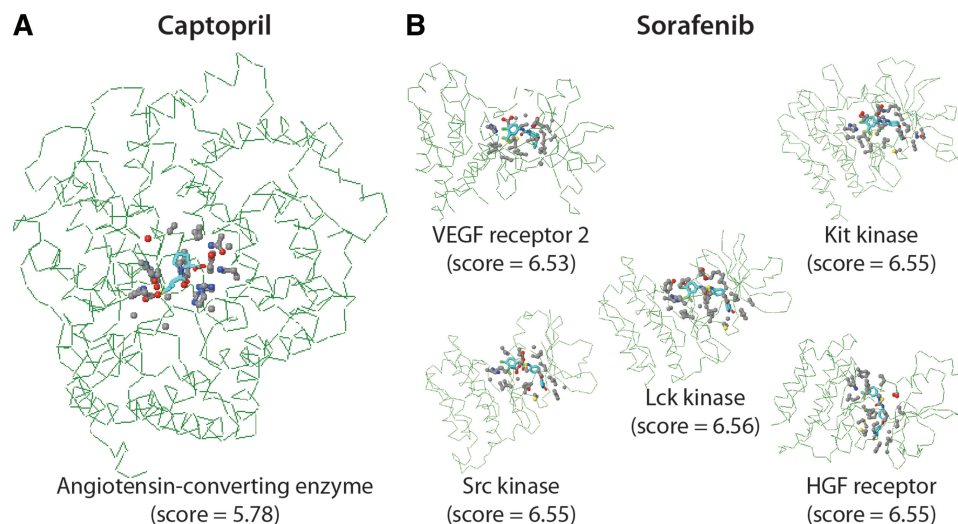 A
Captopril
Angiotensin-converting enzyme
(score = 5.78)
B
Sorafenib
VEGF receptor 2
(score = 6.53)
Kit kinase
(score = 6.55)
Lck kinase
(score = 6.56)
Src kinase
(score = 6.55)
HGF receptor
(score = 6.55)